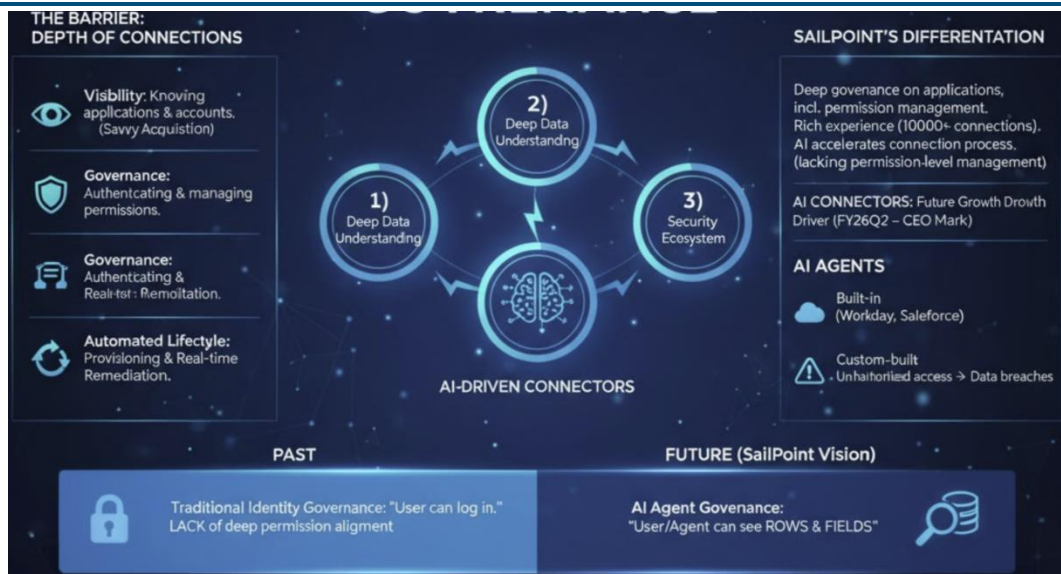 THE BARRIER:
DEPTH OF CONNECTIONS
Visibility: Knoving
applications & accounts.
(Savvy Acquistion)
Governance:
Authentcating & managing
permissions.
Governance:
Authentcating &
Automated Lifectyle:
Provisioning & Real-time
Remediation.
1)
Deep Data
Understanding
2)
Deep Data
Understandng
3)
Security
Ecosystem
AI-DRIVEN CONNECTORS
SAILPOINT'S DIFFERENTATION
Deep govenance on applications,
incl. permission management.
Rich experience (10000+ connections).
AI accelerates connection process.
(lacking permission-level management)
AI CONNECTORS: Future Growth Drowth
Driver (FY26Q2 – CEO Mark)
AI AGENTS
Built-in
(Workday, Saleforce)
Custom-built
access → Data breaches
PAST
Traditional Identity Governance: "User can log in."
LACK of deep permission aligment
FUTURE (SailPoint Vision)
AI Agent Governance:
"User/Agent can see ROWS & FIELDS"